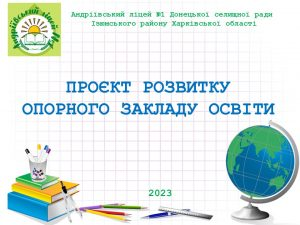 Андріївський ліцей №1 Донецької селищної ради
Ізюмського району Харківської області
ПРОЄКТ РОЗВИТКУ
ОПОРНОГО ЗАКЛАДУ ОСВІТИ
2023